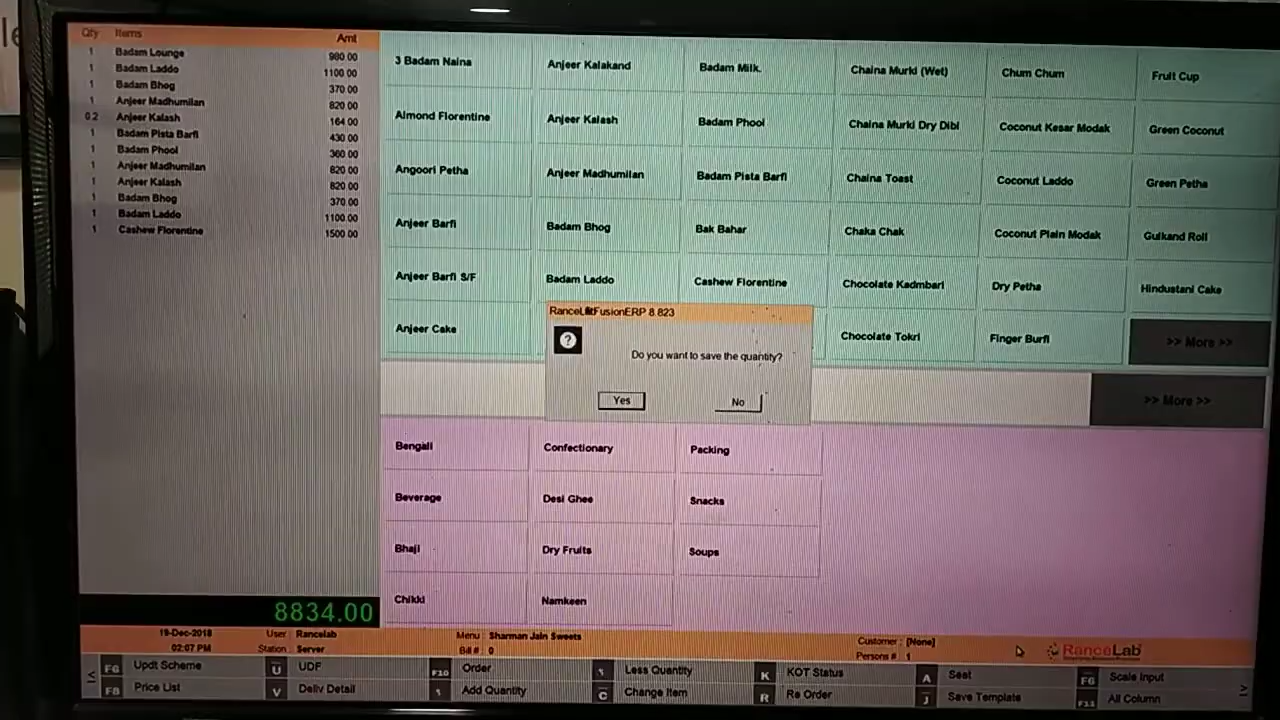 Qty Items Amt
1 Badam Lounge 980.00
1 Badam Laddo 1100.00
1 Badam Bhog 370.00
1 Anjeer Madhumilan 820.00
0.2 Anjeer Kalash 164.00
1 Badam Pista Barfi 430.00
1 Badam Phool 360.00
1 Anjeer Madhumilan 820.00
1 Anjeer Kalash 820.00
1 Badam Bhog 370.00
1 Badam Laddo 1100.00
1 Cashew Florentine 1500.00
8834.00
3 Badam Naina Anjeer Kalakand Badam Milk. Chaina Murki (Wet) Chum Chum Fruit Cup
Almond Florentine Anjeer Kalash Badam Phool Chaina Murki Dry Dibi Coconut Kesar Modak Green Coconut
Angoori Petha Anjeer Madhumilan Badam Pista Barfi Chaina Toast Coconut Laddo Green Petha
Anjeer Barfi Badam Bhog Bak Bahar Chaka Chak Coconut Plain Modak Gulkand Roll
Anjeer Barfi S/F Badam Laddo Cashew Florentine Chocolate Kadmbari Dry Petha Hindustani Cake
Anjeer Cake Chocolate Tokri Finger Burfi >> More >>
FusionERP 8.823
Do you want to save the quantity?
Yes No
>> More >>
Bengali Confectionary Packing
Beverage Desi Ghee Snacks
Bhaji Dry Fruits Soups
Chikki Namkeen
19-Dec-2018 User : Rancelab Menu : Sharman Jain Sweets Customer : [None]
02:07 PM Station : Server Bill # : 0 Persons # : 1
RanceLab
F6 Updt Scheme U UDF F10 Order Less Quantity K KOT Status A Seat F6 Scale Input
F8 Price List V Deliv Detail Add Quantity C Change Item R Re Order J Save Template F11 All Column